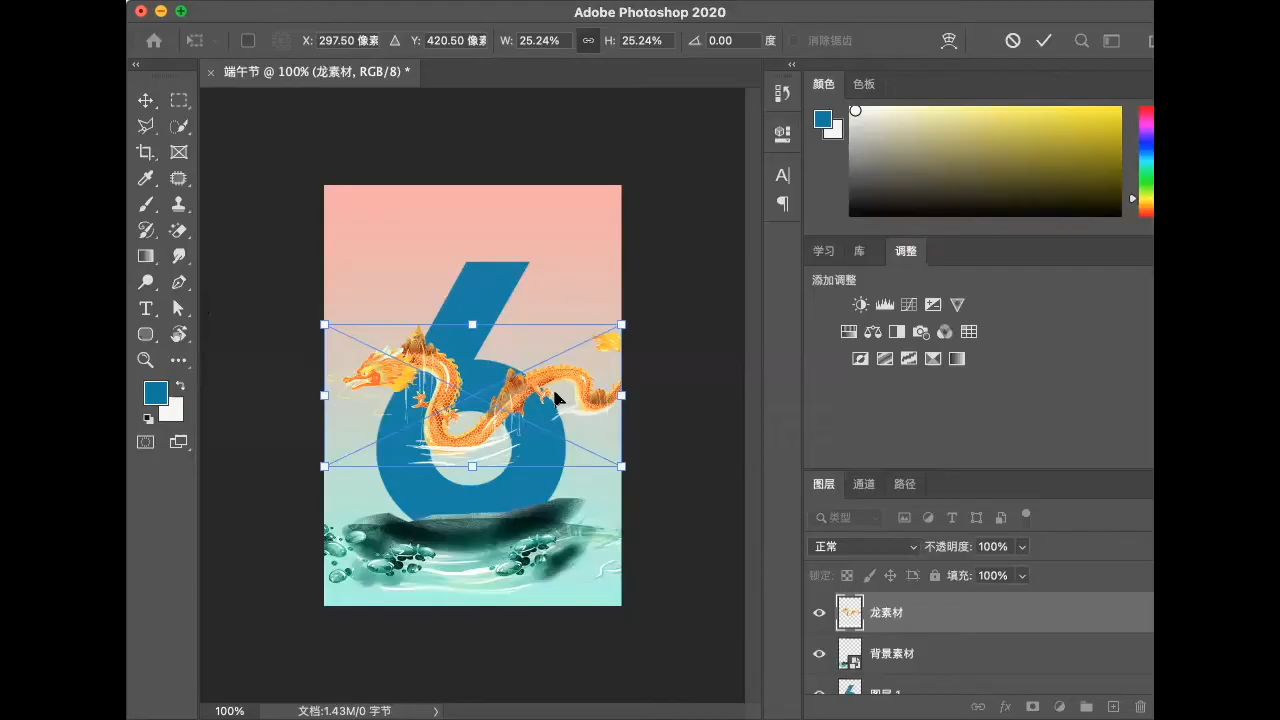 Adobe Photoshop 2020
X: 297.50 像素 Y: 420.50 像素 W: 25.24% H: 25.24% 0.00 度 消除锯齿
端午节 @ 100% (龙素材, RGB/8) *
颜色 色板
学习 库 调整
添加调整
图层 通道 路径
类型
正常 不透明度: 100%
锁定: 填充: 100%
龙素材
背景素材
图层 1
100% 文档:1.43M/0 字节